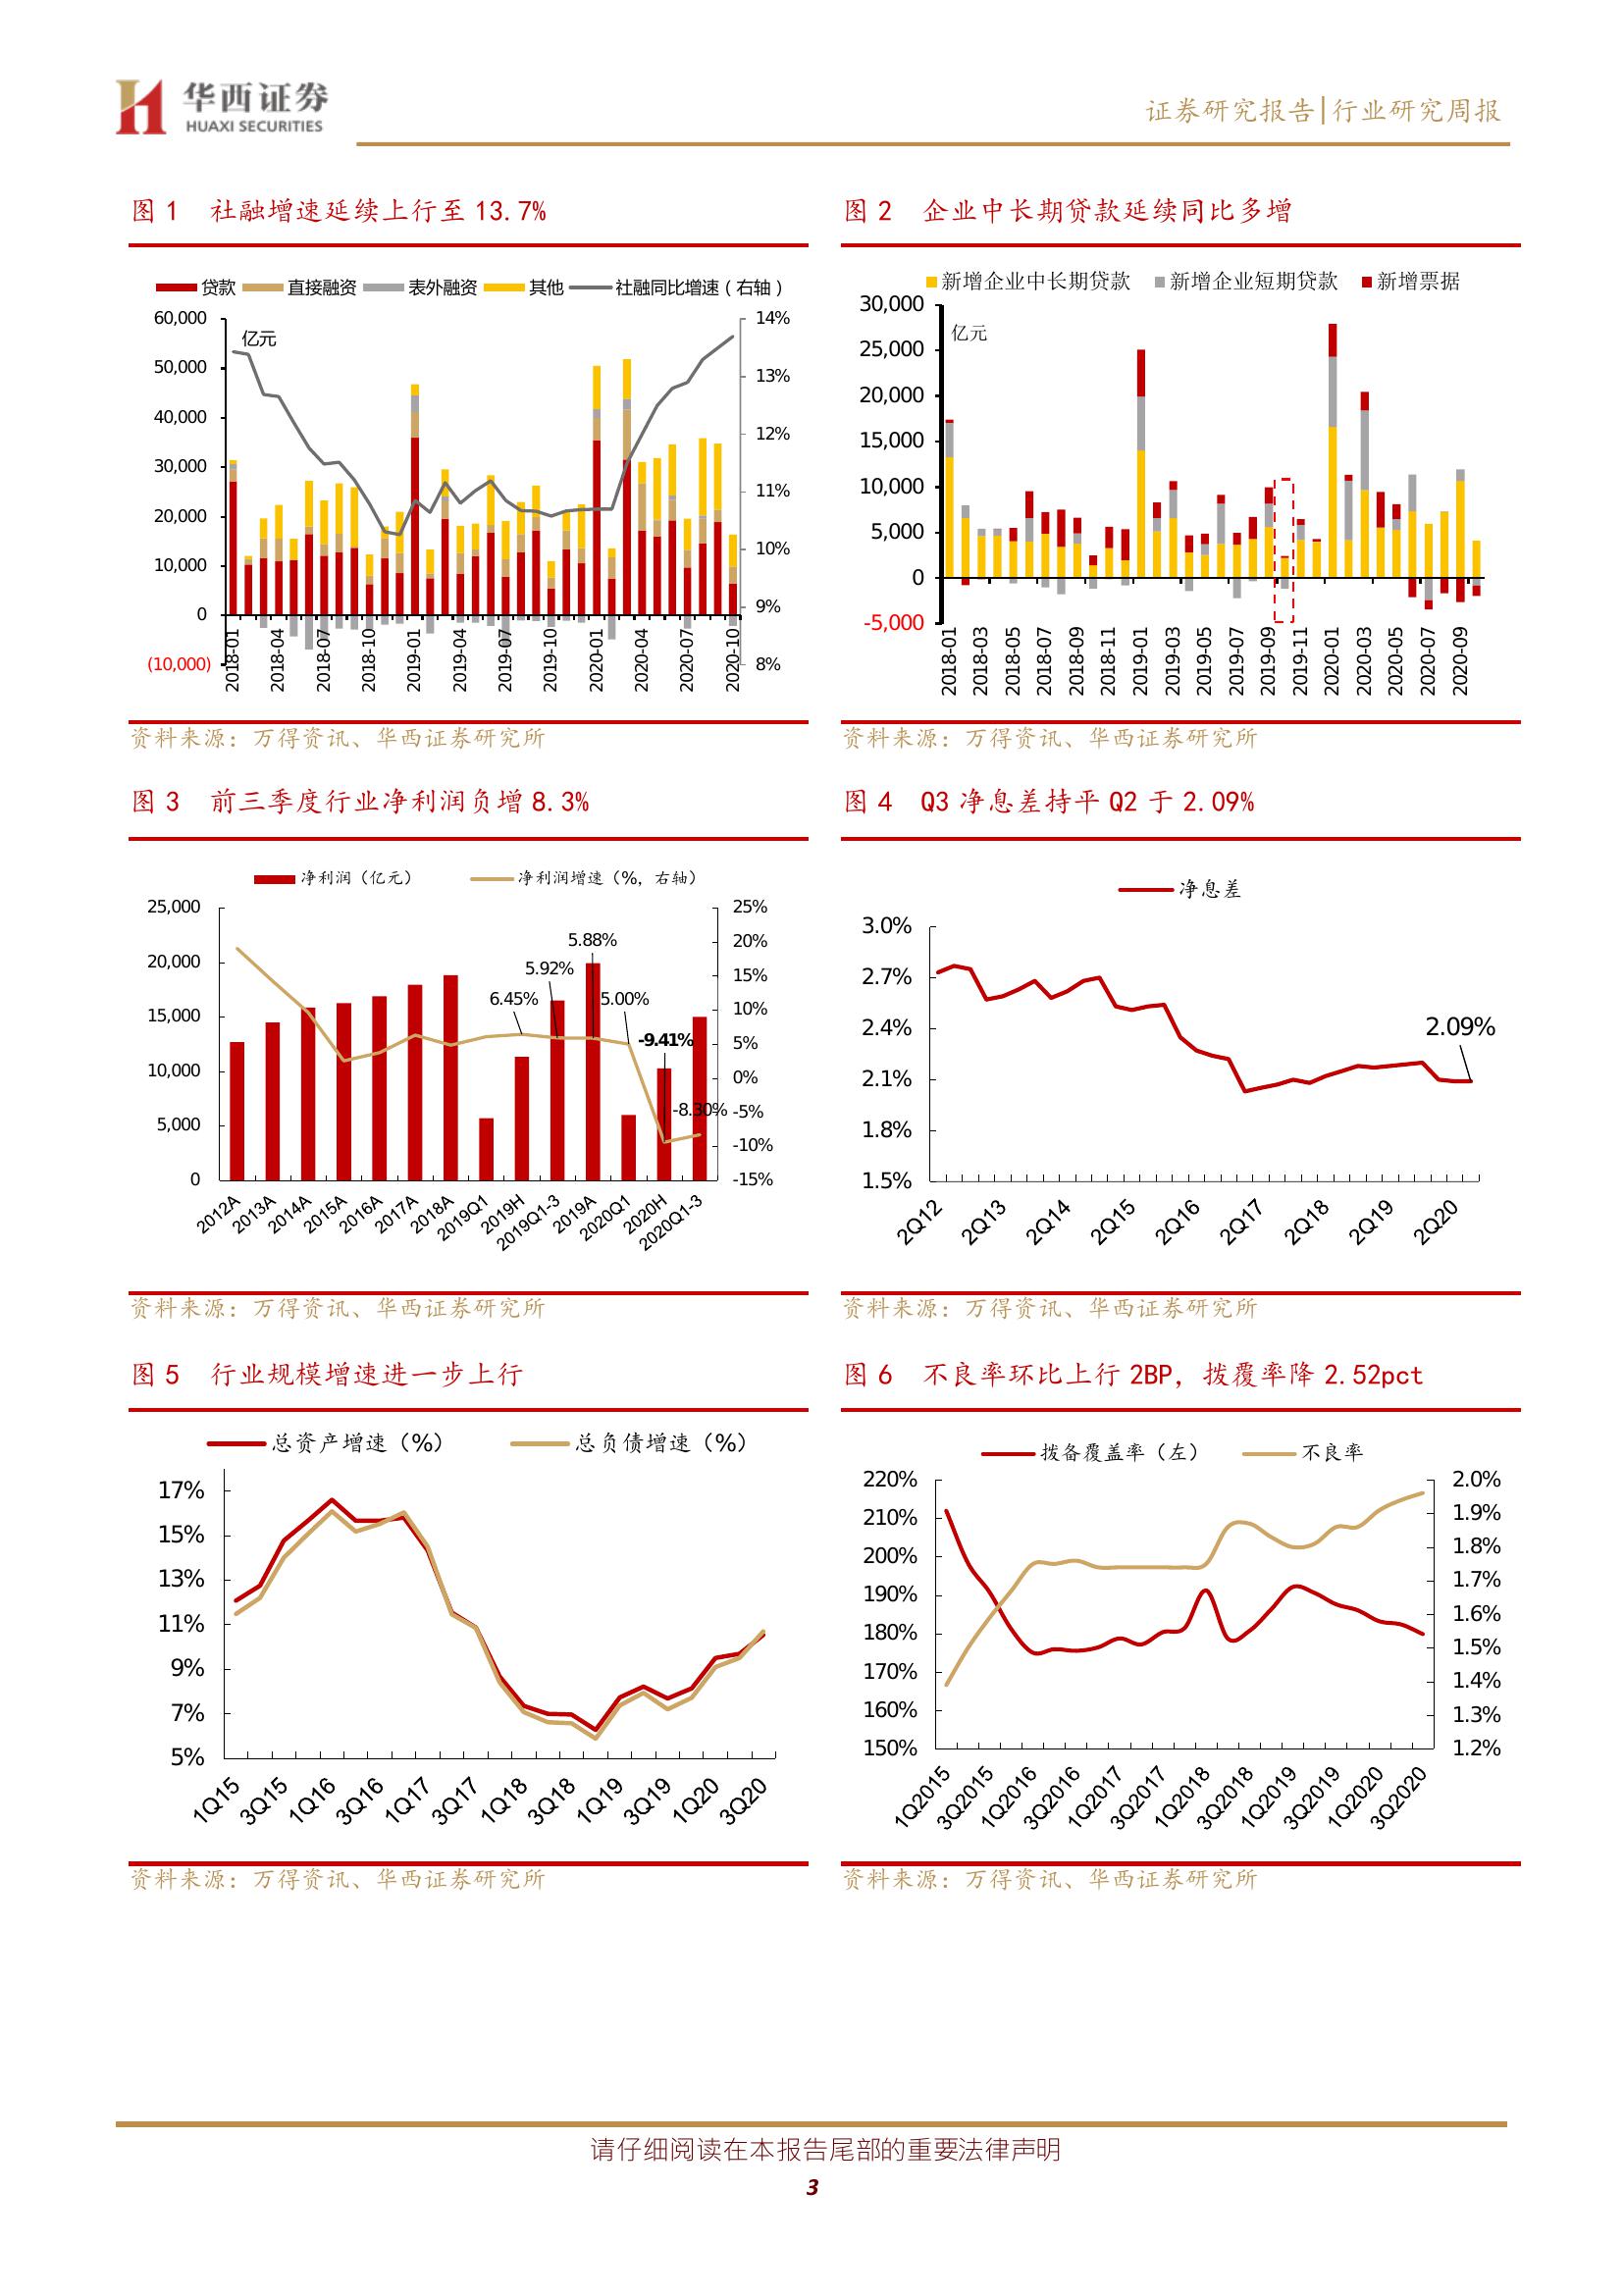 华西证券
HUAXI SECURITIES
证券研究报告|行业研究周报
图 1 社融增速延续上行至 13.7%
贷款 直接融资 表外融资 其他 社融同比增速（右轴）
亿元
60,000
50,000
40,000
30,000
20,000
10,000
0
(10,000)
14%
13%
12%
11%
10%
9%
8%
2018-01 2018-04 2018-07 2018-10 2019-01 2019-04 2019-07 2019-10 2020-01 2020-04 2020-07 2020-10
资料来源：万得资讯、华西证券研究所
图 2 企业中长期贷款延续同比多增
新增企业中长期贷款 新增企业短期贷款 新增票据
亿元
30,000
25,000
20,000
15,000
10,000
5,000
0
-5,000
2018-01 2018-03 2018-05 2018-07 2018-09 2018-11 2019-01 2019-03 2019-05 2019-07 2019-09 2019-11 2020-01 2020-03 2020-05 2020-07 2020-09
资料来源：万得资讯、华西证券研究所
图 3 前三季度行业净利润负增 8.3%
净利润（亿元） 净利润增速（%，右轴）
25,000
20,000
15,000
10,000
5,000
0
25%
20%
15%
10%
5%
0%
-5%
-10%
-15%
6.45%
5.92%
5.88%
5.00%
-9.41%
-8.30%
2012A 2013A 2014A 2015A 2016A 2017A 2018A 2019Q1 2019H 2019Q1-3 2019A 2020Q1 2020H 2020Q1-3
资料来源：万得资讯、华西证券研究所
图 4 Q3 净息差持平 Q2 于 2.09%
净息差
3.0%
2.7%
2.4%
2.1%
1.8%
1.5%
2.09%
2Q12 2Q13 2Q14 2Q15 2Q16 2Q17 2Q18 2Q19 2Q20
资料来源：万得资讯、华西证券研究所
图 5 行业规模增速进一步上行
总资产增速（%） 总负债增速（%）
17%
15%
13%
11%
9%
7%
5%
1Q15 3Q15 1Q16 3Q16 1Q17 3Q17 1Q18 3Q18 1Q19 3Q19 1Q20 3Q20
资料来源：万得资讯、华西证券研究所
图 6 不良率环比上行 2BP，拨覆率降 2.52pct
拨备覆盖率（左） 不良率
220%
210%
200%
190%
180%
170%
160%
150%
2.0%
1.9%
1.8%
1.7%
1.6%
1.5%
1.4%
1.3%
1.2%
1Q2015 3Q2015 1Q2016 3Q2016 1Q2017 3Q2017 1Q2018 3Q2018 1Q2019 3Q2019 1Q2020 3Q2020
资料来源：万得资讯、华西证券研究所
请仔细阅读在本报告尾部的重要法律声明
3